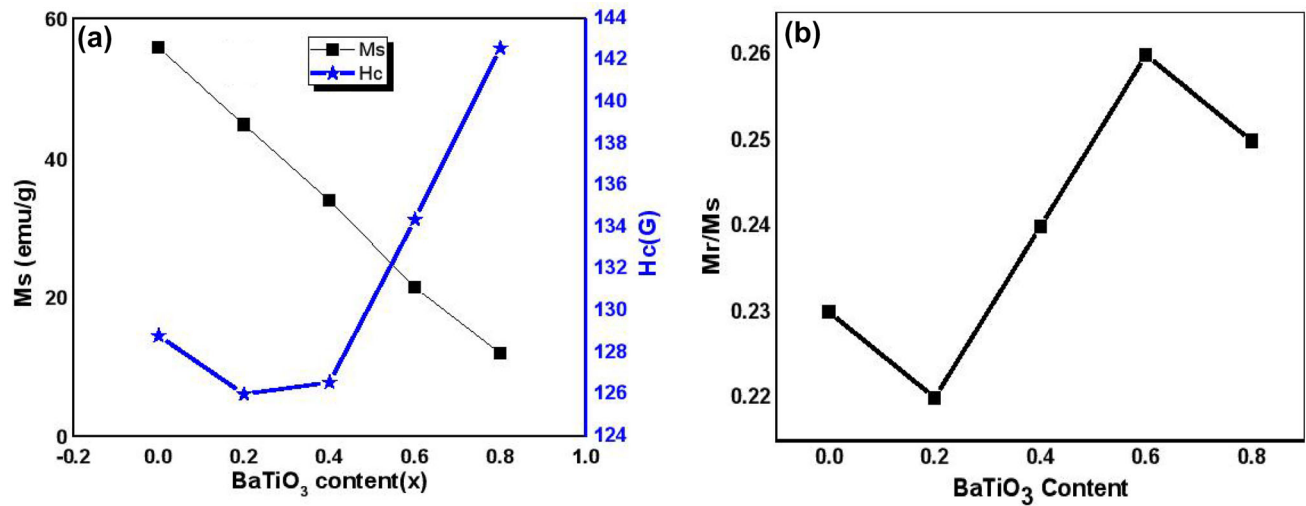 (a)
Ms
Hc
60
40
20
0
Ms (emu/g)
144
142
140
138
136
134
132
130
128
126
124
Hc(G)
-0.2 0.0 0.2 0.4 0.6 0.8 1.0
BaTiO₃ content(x)
(b)
0.26
0.25
0.24
0.23
0.22
Mr/Ms
0.0 0.2 0.4 0.6 0.8
BaTiO₃ Content